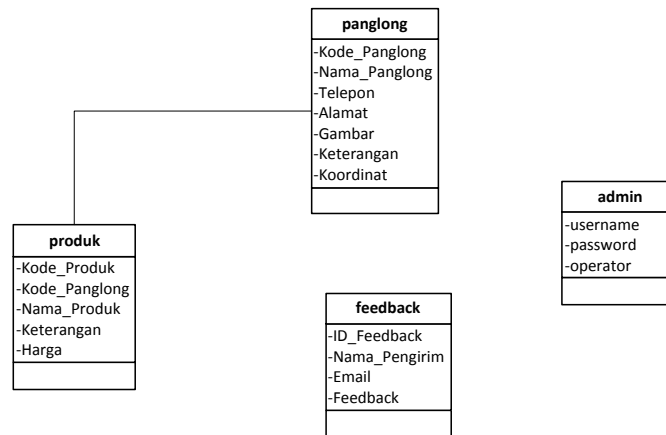 panglong
-Kode_Panglong
-Nama_Panglong
-Telepon
-Alamat
-Gambar
-Keterangan
-Koordinat
produk
-Kode_Produk
-Kode_Panglong
-Nama_Produk
-Keterangan
-Harga
feedback
-ID_Feedback
-Nama_Pengirim
-Email
-Feedback
admin
-username
-password
-operator